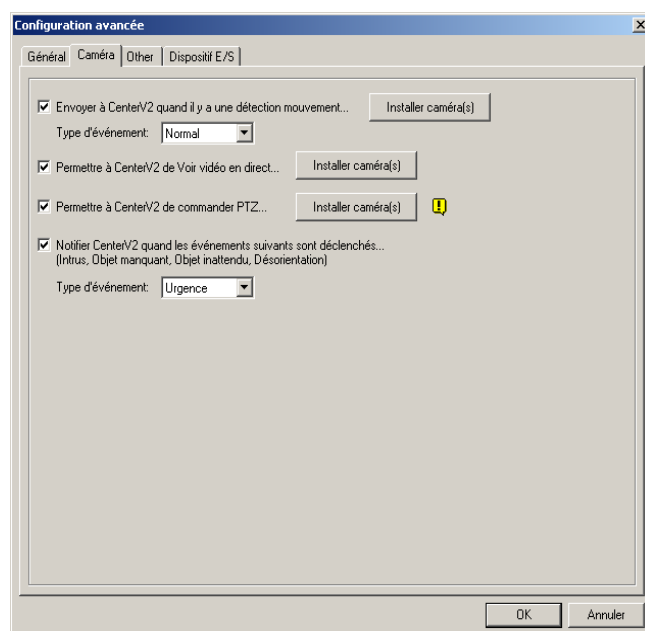 Configuration avancée
Général Caméra Other Dispositif E/S
Envoyer à CenterV2 quand il y a une détection mouvement... Installer caméra(s)
Type d'événement: Normal
Permettre à CenterV2 de Voir vidéo en direct... Installer caméra(s)
Permettre à CenterV2 de commander PTZ... Installer caméra(s)
Notifier CenterV2 quand les événements suivants sont déclenchés...
(Intrus, Objet manquant, Objet inattendu, Désorientation)
Type d'événement: Urgence
OK Annuler